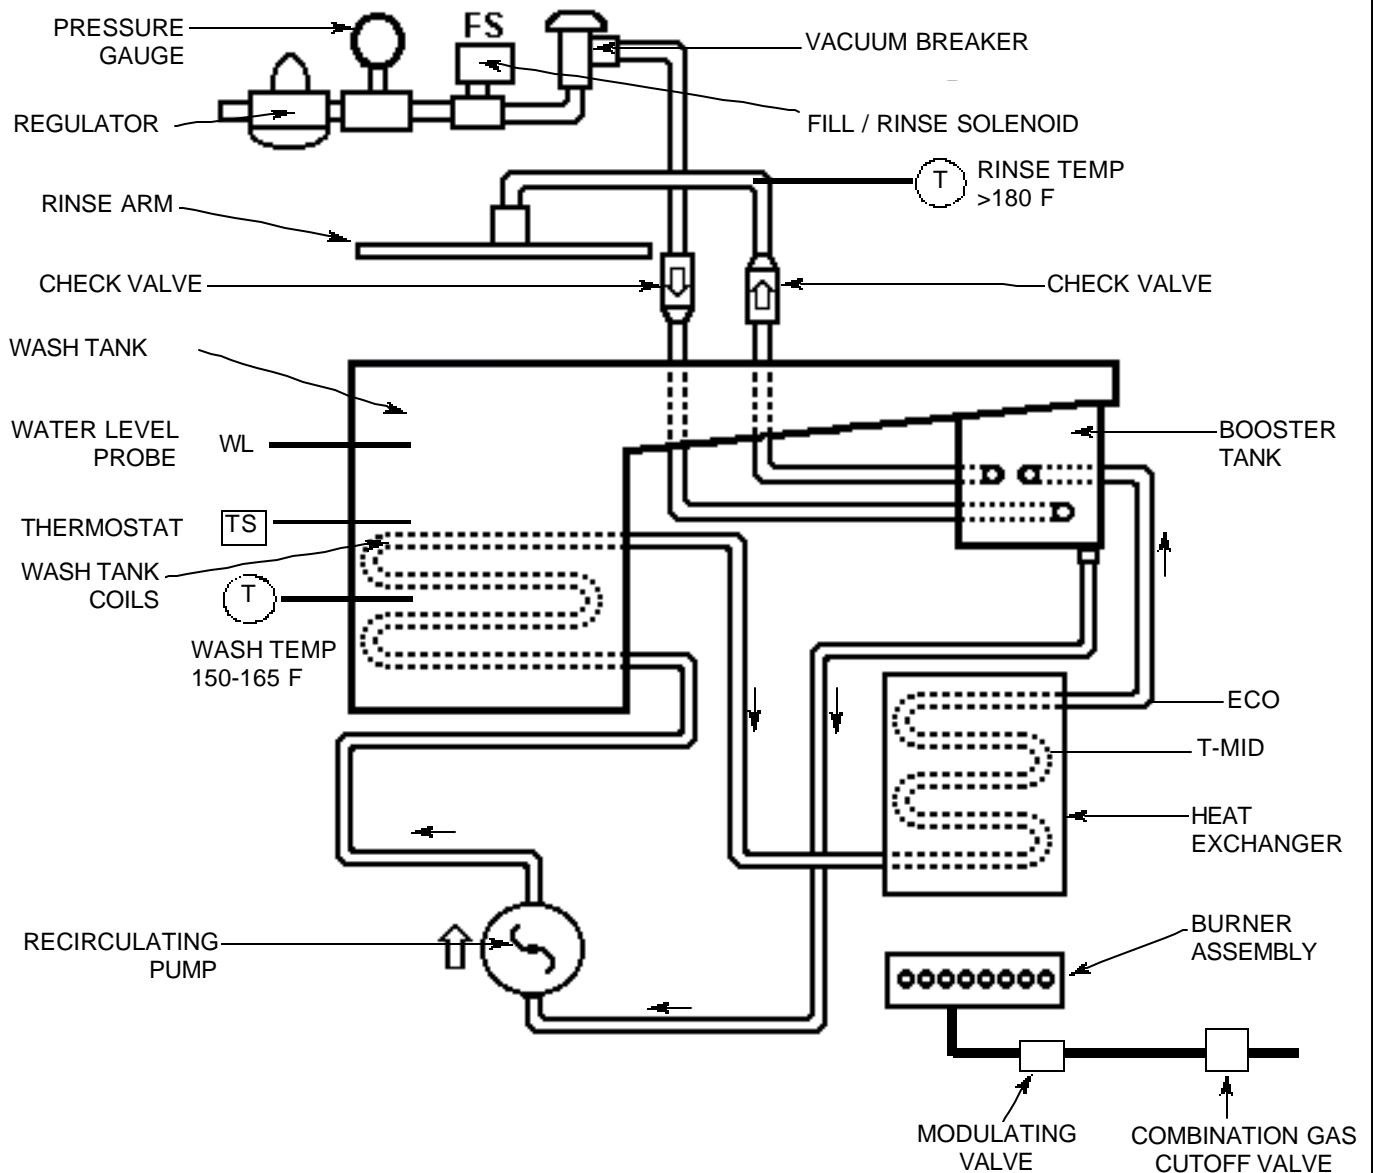 PRESSURE
GAUGE
FS
VACUUM BREAKER
REGULATOR
FILL / RINSE SOLENOID
T
RINSE TEMP
>180 F
RINSE ARM
CHECK VALVE
CHECK VALVE
WASH TANK
WATER LEVEL
PROBE
WL
BOOSTER
TANK
THERMOSTAT
TS
WASH TANK
COILS
T
WASH TEMP
150-165 F
ECO
T-MID
HEAT
EXCHANGER
RECIRCULATING
PUMP
BURNER
ASSEMBLY
MODULATING
VALVE
COMBINATION GAS
CUTOFF VALVE